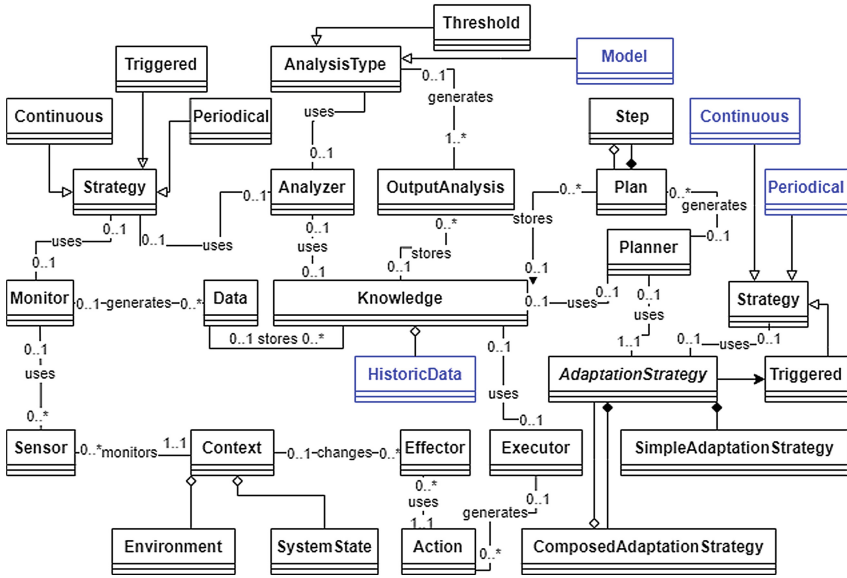 Threshold
Triggered
AnalysisType
Model
0..1
generates
uses
1..*
0..1
Continuous
Periodical
Step
Continuous
Strategy
Analyzer
OutputAnalysis
Plan
Periodical
0..1
0..*
0..*
generates
stores
0..1
uses
0..1
0..1
uses
0..1
uses
0..1
0..*
stores
0..1
0..1
Planner
0..1
Monitor
0..1 generates 0..*
Data
Knowledge
0..1 uses 0..1
0..1
uses
1..1
Strategy
0..1 stores 0..*
0..1
uses
0..*
HistoricData
0..1
uses
0..1
AdaptationStrategy
0..1 uses 0..1
Triggered
Sensor
0..* monitors 1..1
Context
0..1 changes 0..*
Effector
Executor
SimpleAdaptationStrategy
0..*
uses
1..1
0..1
generates
0..*
Environment
SystemState
Action
ComposedAdaptationStrategy